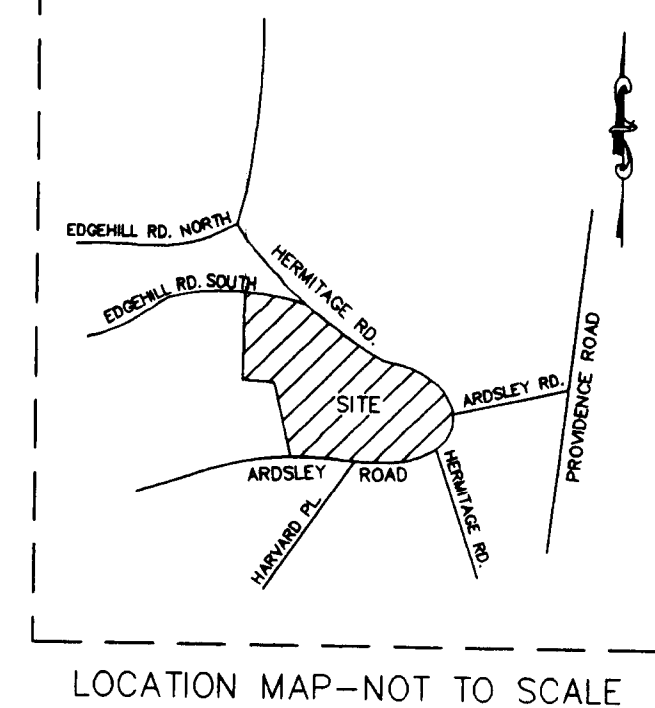 EDGEHILL RD. NORTH
HERMITAGE RD.
EDGEHILL RD. SOUTH
PROVIDENCE ROAD
ARDSLEY RD.
SITE
ARDSLEY ROAD
HERMITAGE RD.
HARVARD PL.
LOCATION MAP-NOT TO SCALE